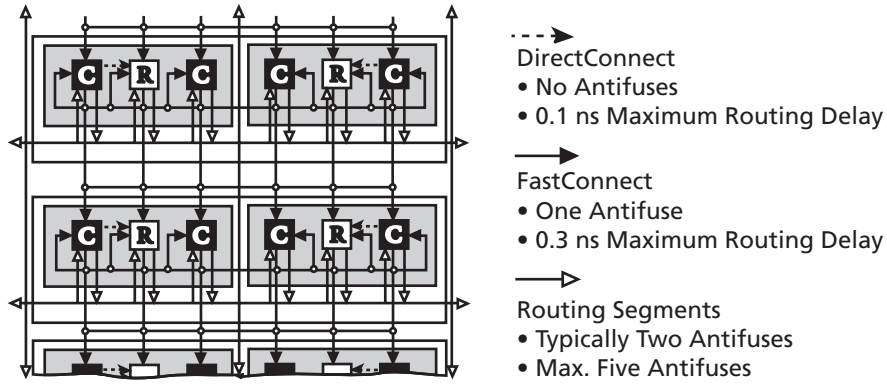 C R C C R C
C R C C R C
DirectConnect
• No Antifuses
• 0.1 ns Maximum Routing Delay
FastConnect
• One Antifuse
• 0.3 ns Maximum Routing Delay
Routing Segments
• Typically Two Antifuses
• Max. Five Antifuses